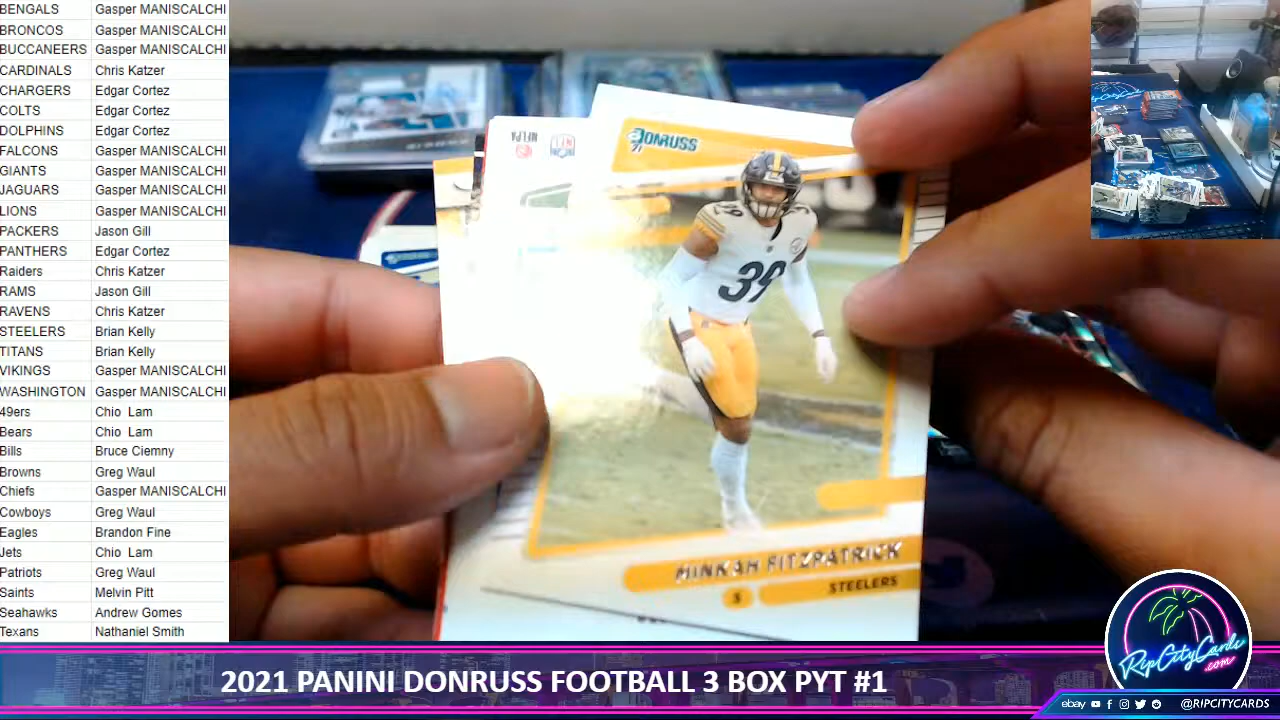 BENGALS Gasper MANISCALCHI
BRONCOS Gasper MANISCALCHI
BUCCANEERS Gasper MANISCALCHI
CARDINALS Chris Katzer
CHARGERS Edgar Cortez
COLTS Edgar Cortez
DOLPHINS Edgar Cortez
FALCONS Gasper MANISCALCHI
GIANTS Gasper MANISCALCHI
JAGUARS Gasper MANISCALCHI
LIONS Gasper MANISCALCHI
PACKERS Jason Gill
PANTHERS Edgar Cortez
Raiders Chris Katzer
RAMS Jason Gill
RAVENS Chris Katzer
STEELERS Brian Kelly
TITANS Brian Kelly
VIKINGS Gasper MANISCALCHI
WASHINGTON Gasper MANISCALCHI
49ers Chio Lam
Bears Chio Lam
Bills Bruce Ciemny
Browns Greg Waul
Chiefs Gasper MANISCALCHI
Cowboys Greg Waul
Eagles Brandon Fine
Jets Chio Lam
Patriots Greg Waul
Saints Melvin Pitt
Seahawks Andrew Gomes
Texans Nathaniel Smith
NFLPA
DONRUSS
39
MINKAH FITZPATRICK
S STEELERS
RipCityCards
.com
2021 PANINI DONRUSS FOOTBALL 3 BOX PYT #1
ebay @RIPCITYCARDS